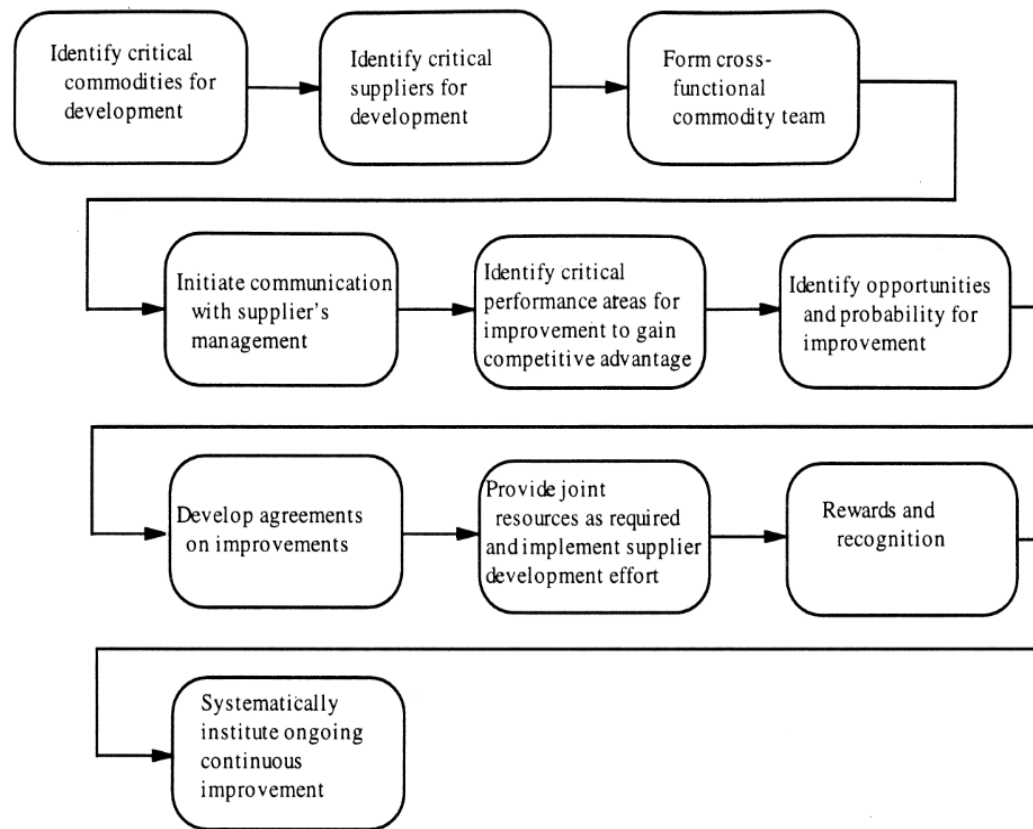 Identify critical
commodities for
development
Identify critical
suppliers for
development
Form cross-
functional
commodity team
Initiate communication
with supplier's
management
Identify critical
performance areas for
improvement to gain
competitive advantage
Identify opportunities
and probability for
improvement
Develop agreements
on improvements
Provide joint
resources as required
and implement supplier
development effort
Rewards and
recognition
Systematically
institute ongoing
continuous
improvement